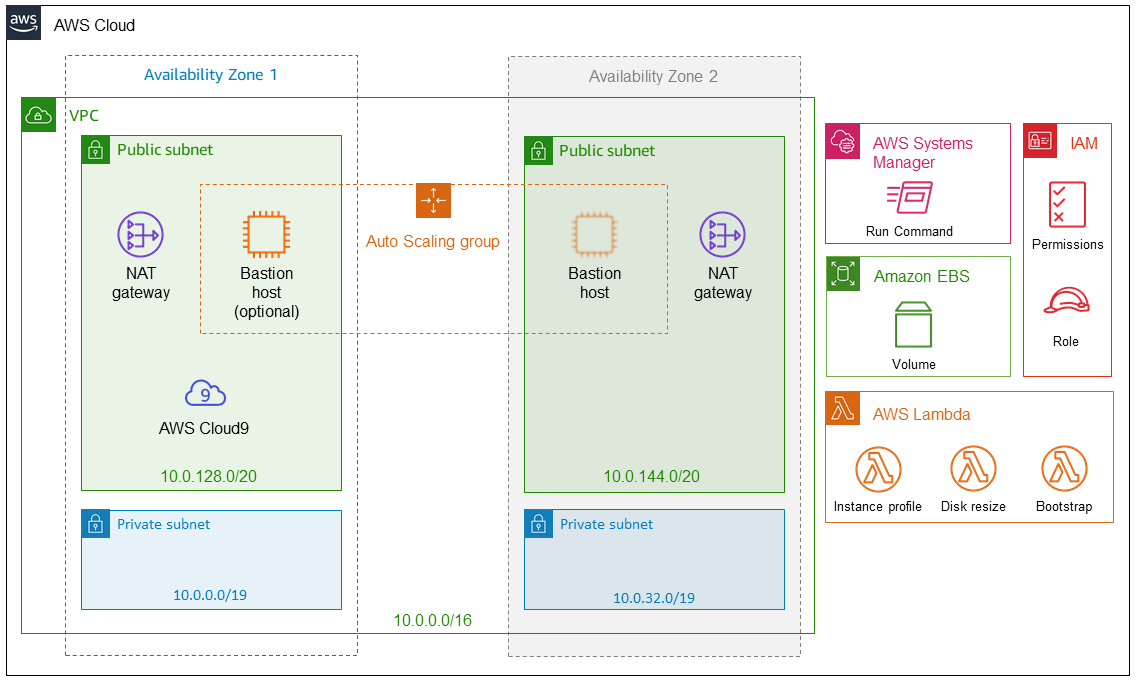 aws
AWS Cloud
Availability Zone 1
Availability Zone 2
VPC
Public subnet
NAT
gateway
Bastion
host
(optional)
Auto Scaling group
9
AWS Cloud9
10.0.128.0/20
Private subnet
10.0.0.0/19
Public subnet
Bastion
host
NAT
gateway
10.0.144.0/20
Private subnet
10.0.32.0/19
10.0.0.0/16
AWS Systems
Manager
Run Command
IAM
Permissions
Role
Amazon EBS
Volume
AWS Lambda
Instance profile
Disk resize
Bootstrap